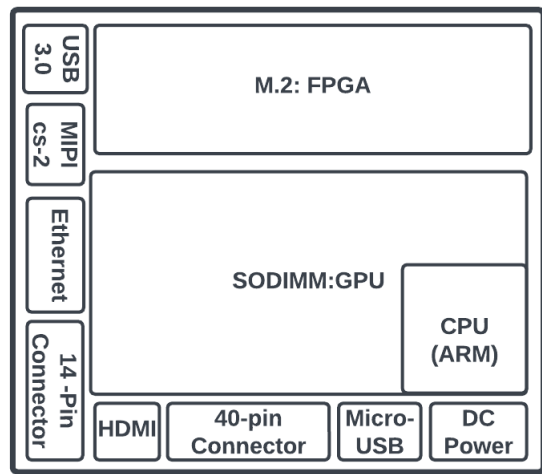 USB
3.0
M.2: FPGA
MIPI
cs-2
Ethernet
SODIMM:GPU
CPU
(ARM)
14 -Pin
Connector
HDMI
40-pin
Connector
Micro-
USB
DC
Power